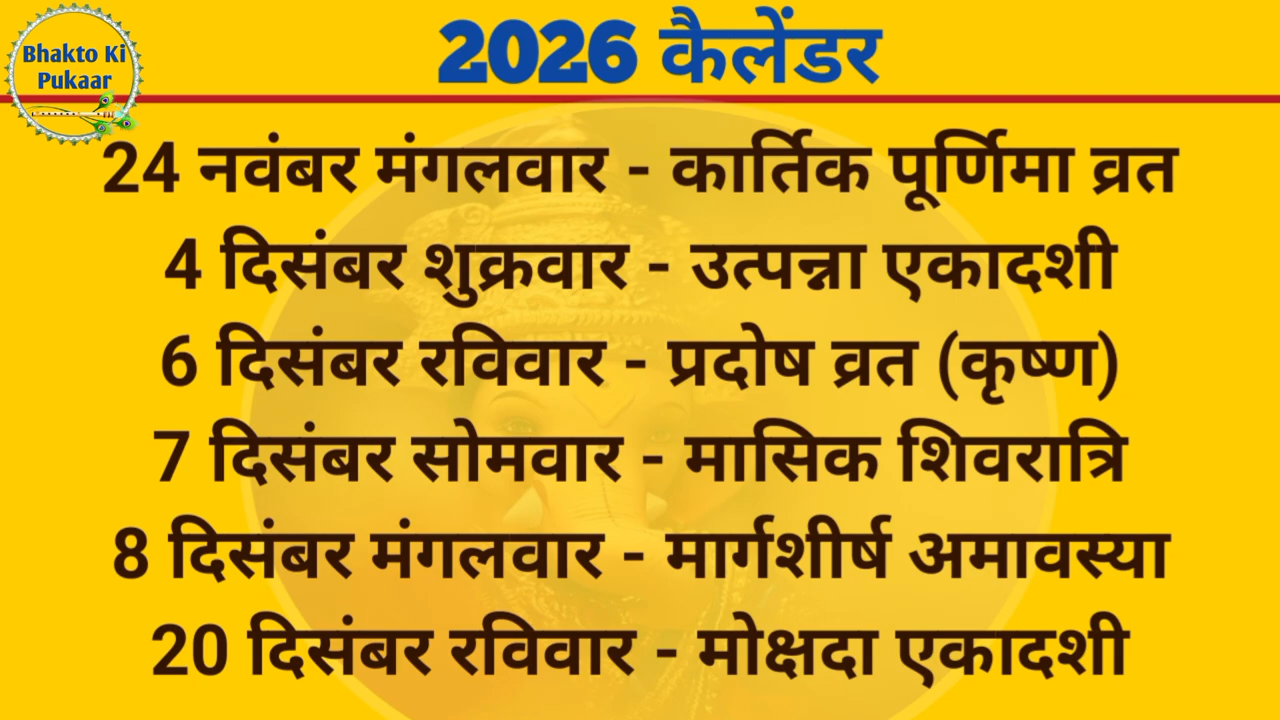 Bhakto Ki
Pukaar
2026 कैलेंडर
24 नवंबर मंगलवार - कार्तिक पूर्णिमा व्रत
4 दिसंबर शुक्रवार - उत्पन्ना एकादशी
6 दिसंबर रविवार - प्रदोष व्रत (कृष्ण)
7 दिसंबर सोमवार - मासिक शिवरात्रि
8 दिसंबर मंगलवार - मार्गशीर्ष अमावस्या
20 दिसंबर रविवार - मोक्षदा एकादशी